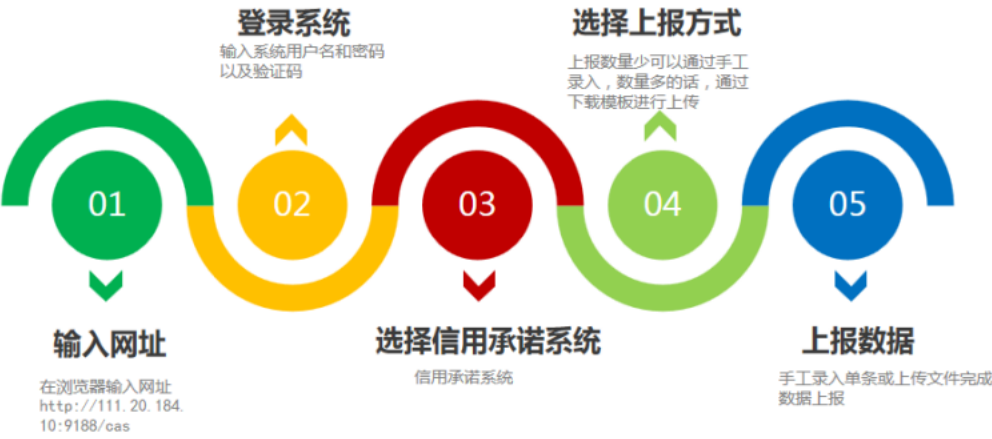 登录系统
输入系统用户名和密码
以及验证码
选择上报方式
上报数量少可以通过手工
录入，数量多的话，通过
下载模板进行上传
01
02
03
04
05
输入网址
在浏览器输入网址
http://111.20.184.
10:9188/cas
选择信用承诺系统
信用承诺系统
上报数据
手工录入单条或上传文件完成
数据上报